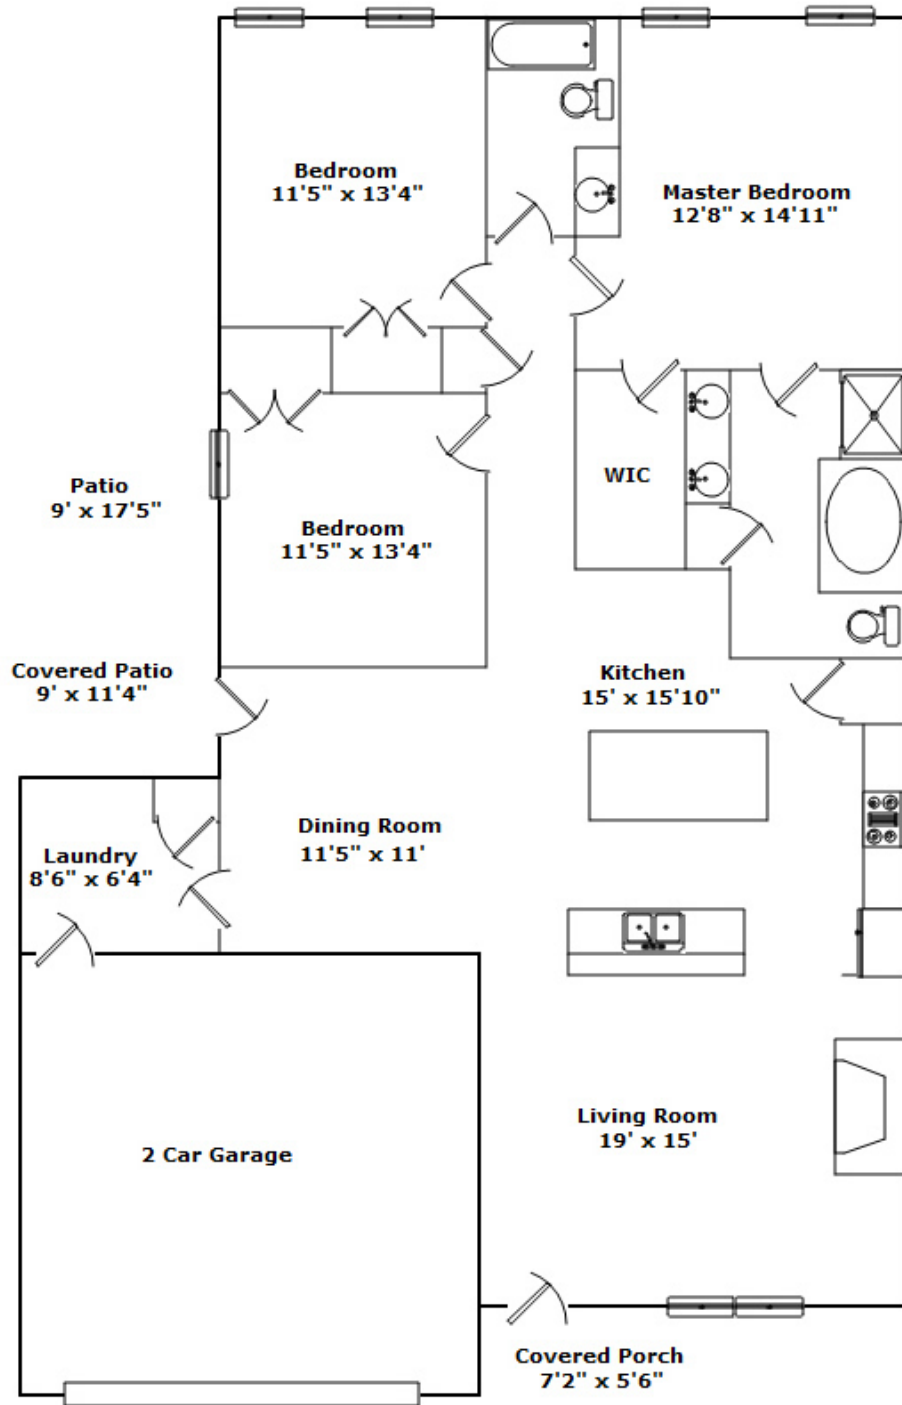 Bedroom
11'5" x 13'4"
Master Bedroom
12'8" x 14'11"
WIC
Patio
9' x 17'5"
Bedroom
11'5" x 13'4"
Covered Patio
9' x 11'4"
Kitchen
15' x 15'10"
Dining Room
11'5" x 11'
Laundry
8'6" x 6'4"
Living Room
19' x 15'
2 Car Garage
Covered Porch
7'2" x 5'6"